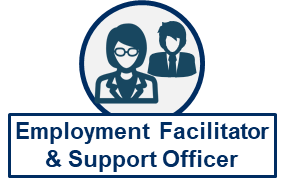 Employment Facilitator
& Support Officer